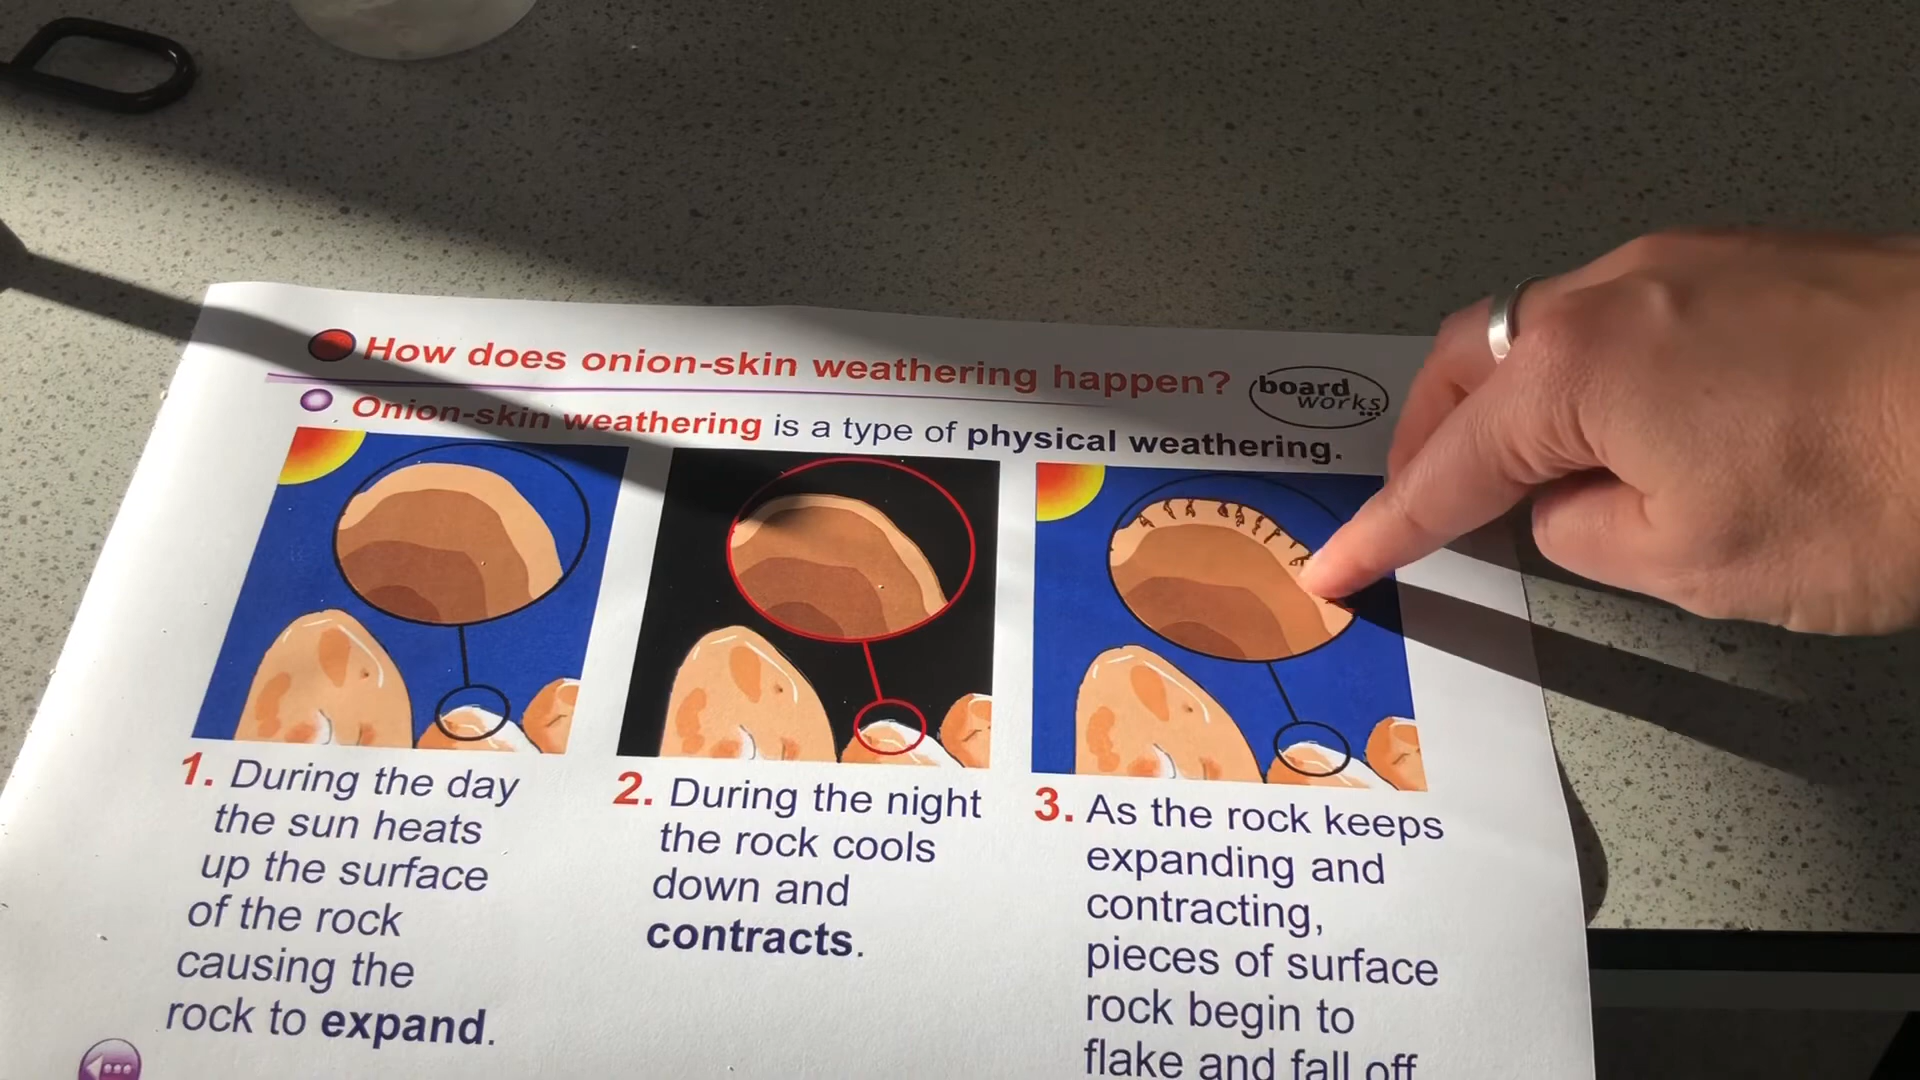 How does onion-skin weathering happen?
board
works
Onion-skin weathering is a type of physical weathering.
1. During the day
the sun heats
up the surface
of the rock
causing the
rock to expand.
2. During the night
the rock cools
down and
contracts.
3. As the rock keeps
expanding and
contracting,
pieces of surface
rock begin to
flake and fall off